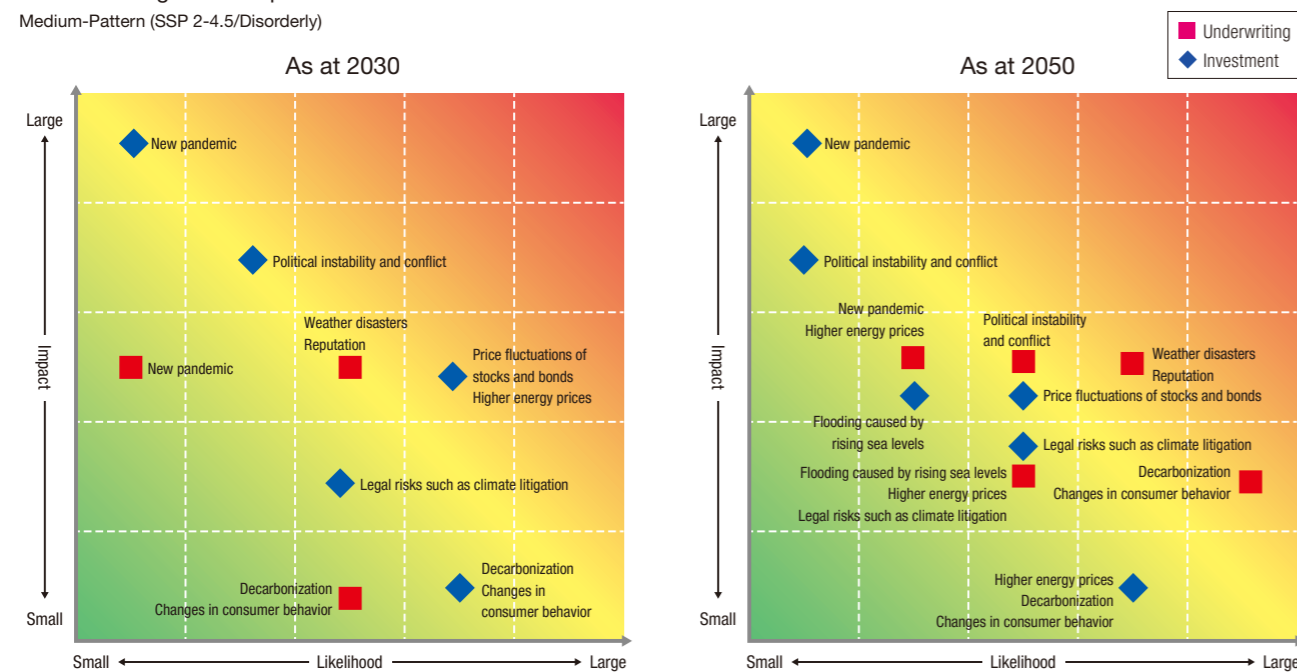 Medium-Pattern (SSP 2-4.5/Disorderly)
Underwriting
Investment
As at 2030
Large
Impact
Small
New pandemic
Political instability and conflict
Weather disasters
Reputation
New pandemic
Price fluctuations of
stocks and bonds
Higher energy prices
Legal risks such as climate litigation
Decarbonization
Changes in consumer behavior
Decarbonization
Changes in
consumer behavior
Small
Likelihood
Large
As at 2050
Large
Impact
Small
New pandemic
Political instability and conflict
New pandemic
Higher energy prices
Political instability
and conflict
Weather disasters
Reputation
Price fluctuations of stocks and bonds
Flooding caused by
rising sea levels
Legal risks such as climate litigation
Flooding caused by rising sea levels
Higher energy prices
Legal risks such as climate litigation
Decarbonization
Changes in consumer behavior
Higher energy prices
Decarbonization
Changes in consumer behavior
Small
Likelihood
Large